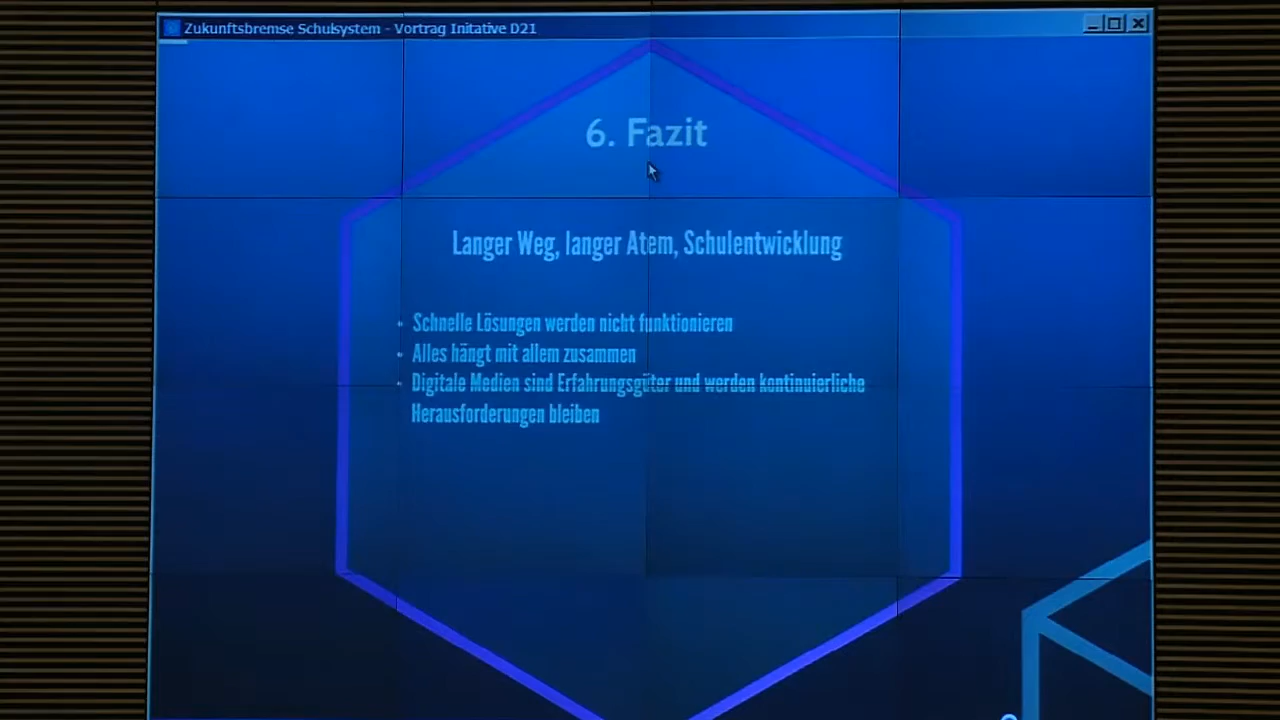 Zukunftsbremse Schulsystem - Vortrag Initative D21
6. Fazit
Langer Weg, langer Atem, Schulentwicklung
Schnelle Lösungen werden nicht funktionieren
Alles hängt mit allem zusammen
Digitale Medien sind Erfahrungsgüter und werden kontinuierliche
Herausforderungen bleiben